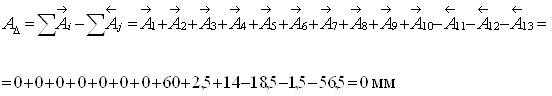 A_Δ = ∑A⃗_i − ∑A⃖_j = A⃗_1 + A⃗_2 + A⃗_3 + A⃗_4 + A⃗_5 + A⃗_6 + A⃗_7 + A⃗_8 + A⃗_9 + A⃗_10 − A⃖_11 − A⃖_12 − A⃖_13 =
= 0+0+0+0+0+0+0+60+2,5+14−18,5−1,5−56,5=0 мм